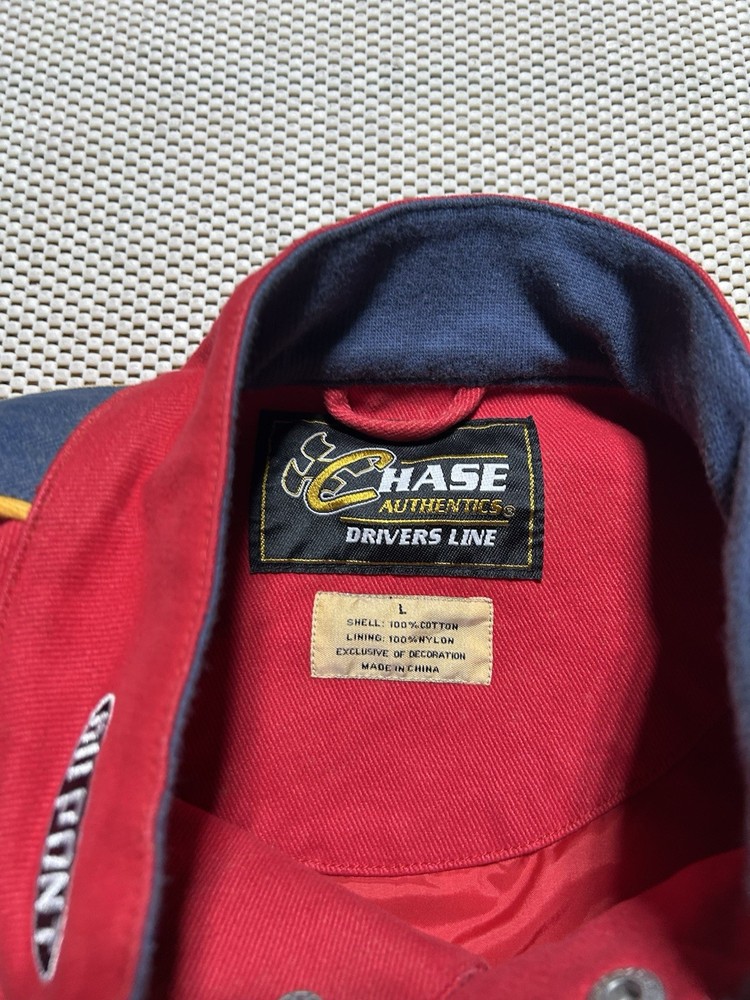 CHASE
AUTHENTICS®
DRIVERS LINE
L
SHELL: 100% COTTON
LINING: 100% NYLON
EXCLUSIVE OF DECORATION
MADE IN CHINA